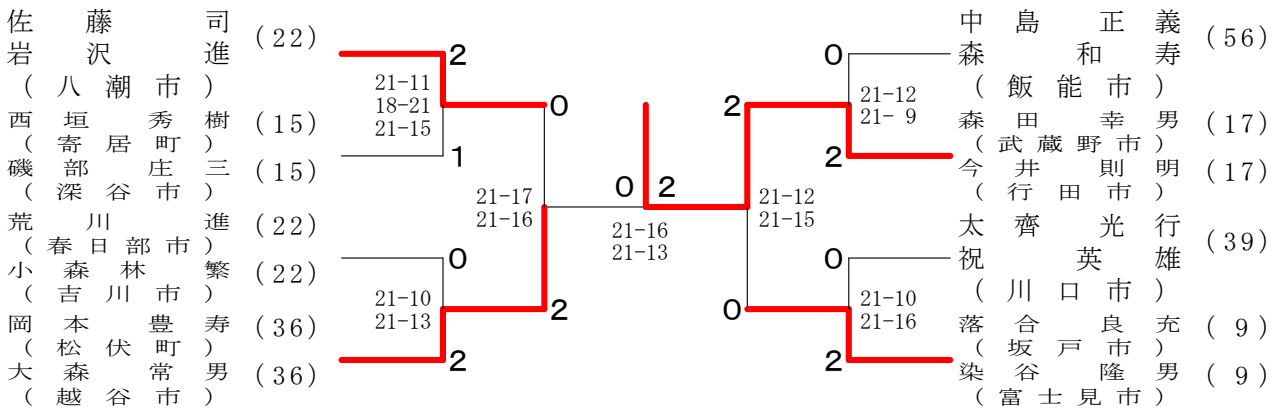 佐藤司
岩沢進
(八潮市)
(22)
西垣秀樹 (15)
(寄居町)
磯部庄三 (15)
(深谷市)
荒川進 (22)
(春日部市)
小森林繁 (22)
(吉川市)
岡本豊寿 (36)
(松伏町)
大森常男 (36)
(越谷市)
2
21-11
18-21
21-15
1
0
21-17
21-16
0
21-10
21-13
2
2
0 2
21-16
21-13
2
21-12
21-15
0
0
21-12
21- 9
2
0
21-10
21-16
2
中島正義
森和寿
(飯能市)
(56)
森田幸男 (17)
(武蔵野市)
今井則明 (17)
(行田市)
太齊光行
祝英雄
(川口市)
(39)
落合良充 ( 9)
(坂戸市)
染谷隆男 ( 9)
(富士見市)